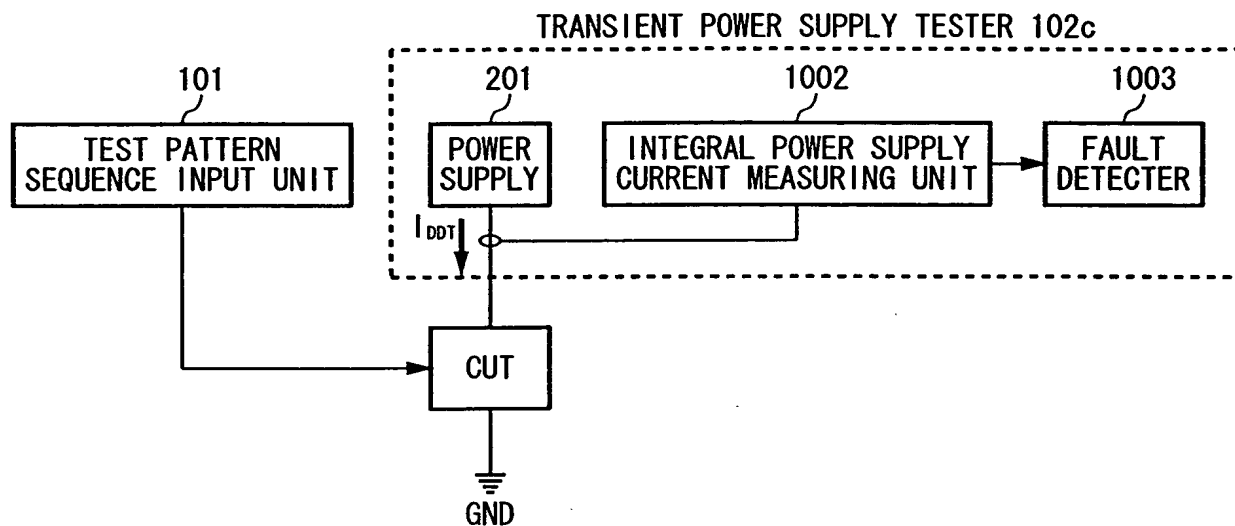 TRANSIENT POWER SUPPLY TESTER 102c
101
201
1002
1003
TEST PATTERN
SEQUENCE INPUT UNIT
POWER
SUPPLY
INTEGRAL POWER SUPPLY
CURRENT MEASURING UNIT
FAULT
DETECTER
IDDT
CUT
GND